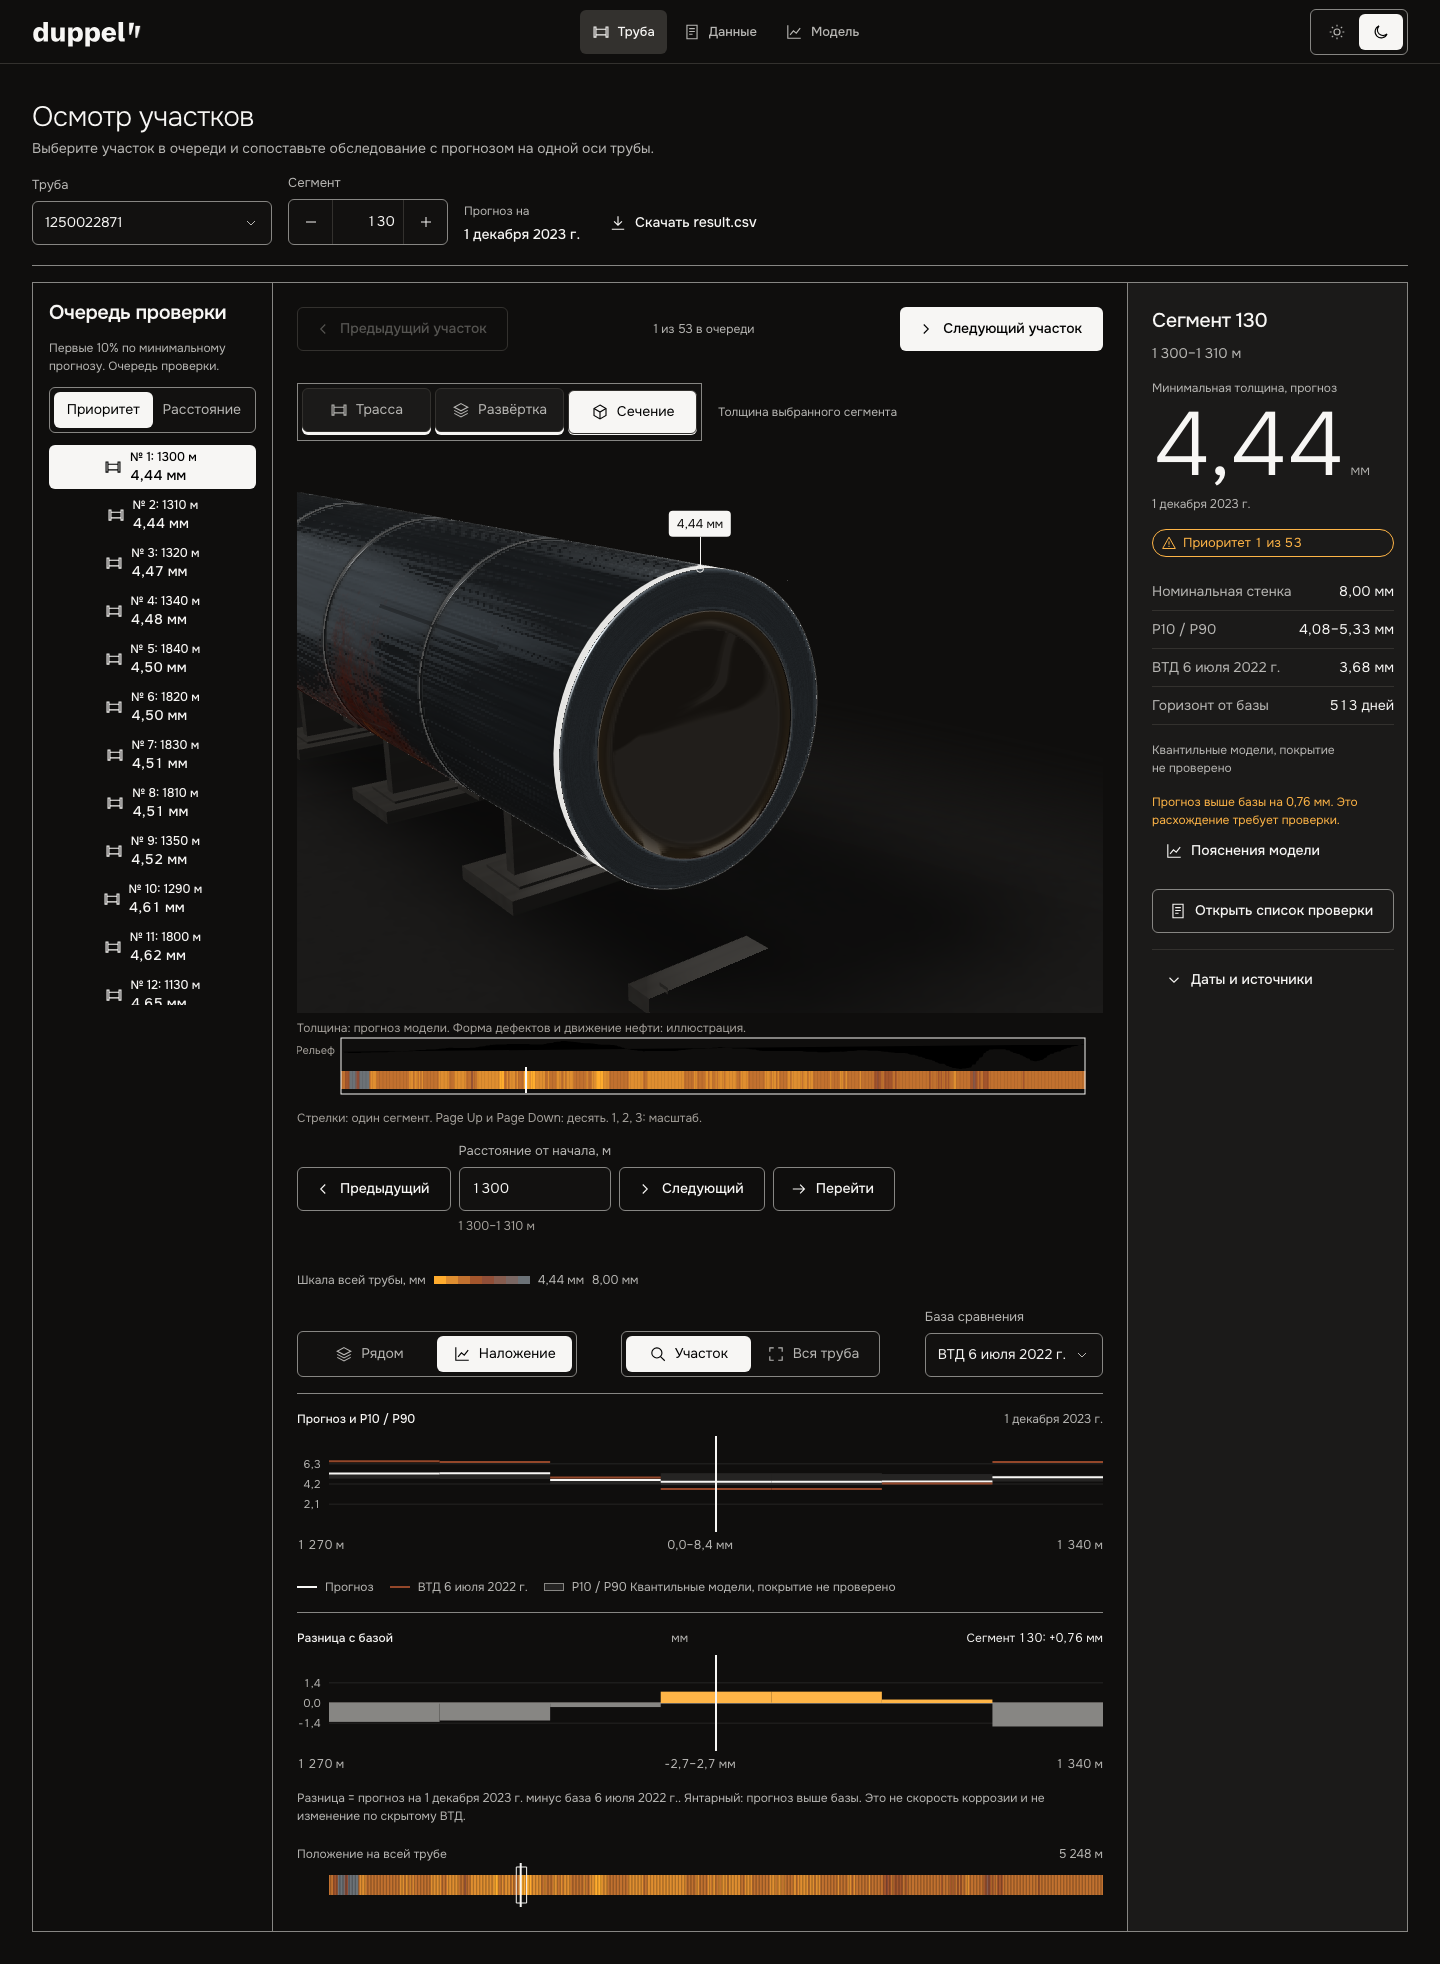 duppel
Труба
Данные
Модель
Осмотр участков
Выберите участок в очереди и сопоставьте обследование с прогнозом на одной оси трубы.
Труба
1250022871
Сегмент
130
Прогноз на
1 декабря 2023 г.
Скачать result.csv
Очередь проверки
Первые 10% по минимальному
прогнозу. Очередь проверки.
Приоритет
Расстояние
№ 1: 1300 м
4,44 мм
№ 2: 1310 м
4,44 мм
№ 3: 1320 м
4,47 мм
№ 4: 1340 м
4,48 мм
№ 5: 1840 м
4,50 мм
№ 6: 1820 м
4,50 мм
№ 7: 1830 м
4,51 мм
№ 8: 1810 м
4,51 мм
№ 9: 1350 м
4,52 мм
№ 10: 1290 м
4,61 мм
№ 11: 1800 м
4,62 мм
№ 12: 1130 м
4,65 мм
Предыдущий участок
1 из 53 в очереди
Следующий участок
Трасса
Развёртка
Сечение
Толщина выбранного сегмента
4,44 мм
Толщина: прогноз модели. Форма дефектов и движение нефти: иллюстрация.
Рельеф
Стрелки: один сегмент. Page Up и Page Down: десять. 1, 2, 3: масштаб.
Расстояние от начала, м
Предыдущий
1300
Следующий
Перейти
1 300–1 310 м
Шкала всей трубы, мм
4,44 мм
8,00 мм
База сравнения
Рядом
Наложение
Участок
Вся труба
ВТД 6 июля 2022 г.
Прогноз и P10 / P90
1 декабря 2023 г.
6,3
4,2
2,1
1 270 м
0,0–8,4 мм
1 340 м
Прогноз
ВТД 6 июля 2022 г.
P10 / P90 Квантильные модели, покрытие не проверено
Разница с базой
мм
Сегмент 130: +0,76 мм
1,4
0,0
-1,4
1 270 м
-2,7–2,7 мм
1 340 м
Разница = прогноз на 1 декабря 2023 г. минус база 6 июля 2022 г.. Янтарный: прогноз выше базы. Это не скорость коррозии и не
изменение по скрытому ВТД.
Положение на всей трубе
5 248 м
Сегмент 130
1 300–1 310 м
Минимальная толщина, прогноз
4,44 мм
1 декабря 2023 г.
Приоритет 1 из 53
Номинальная стенка
8,00 мм
P10 / P90
4,08–5,33 мм
ВТД 6 июля 2022 г.
3,68 мм
Горизонт от базы
513 дней
Квантильные модели, покрытие
не проверено
Прогноз выше базы на 0,76 мм. Это
расхождение требует проверки.
Пояснения модели
Открыть список проверки
Даты и источники